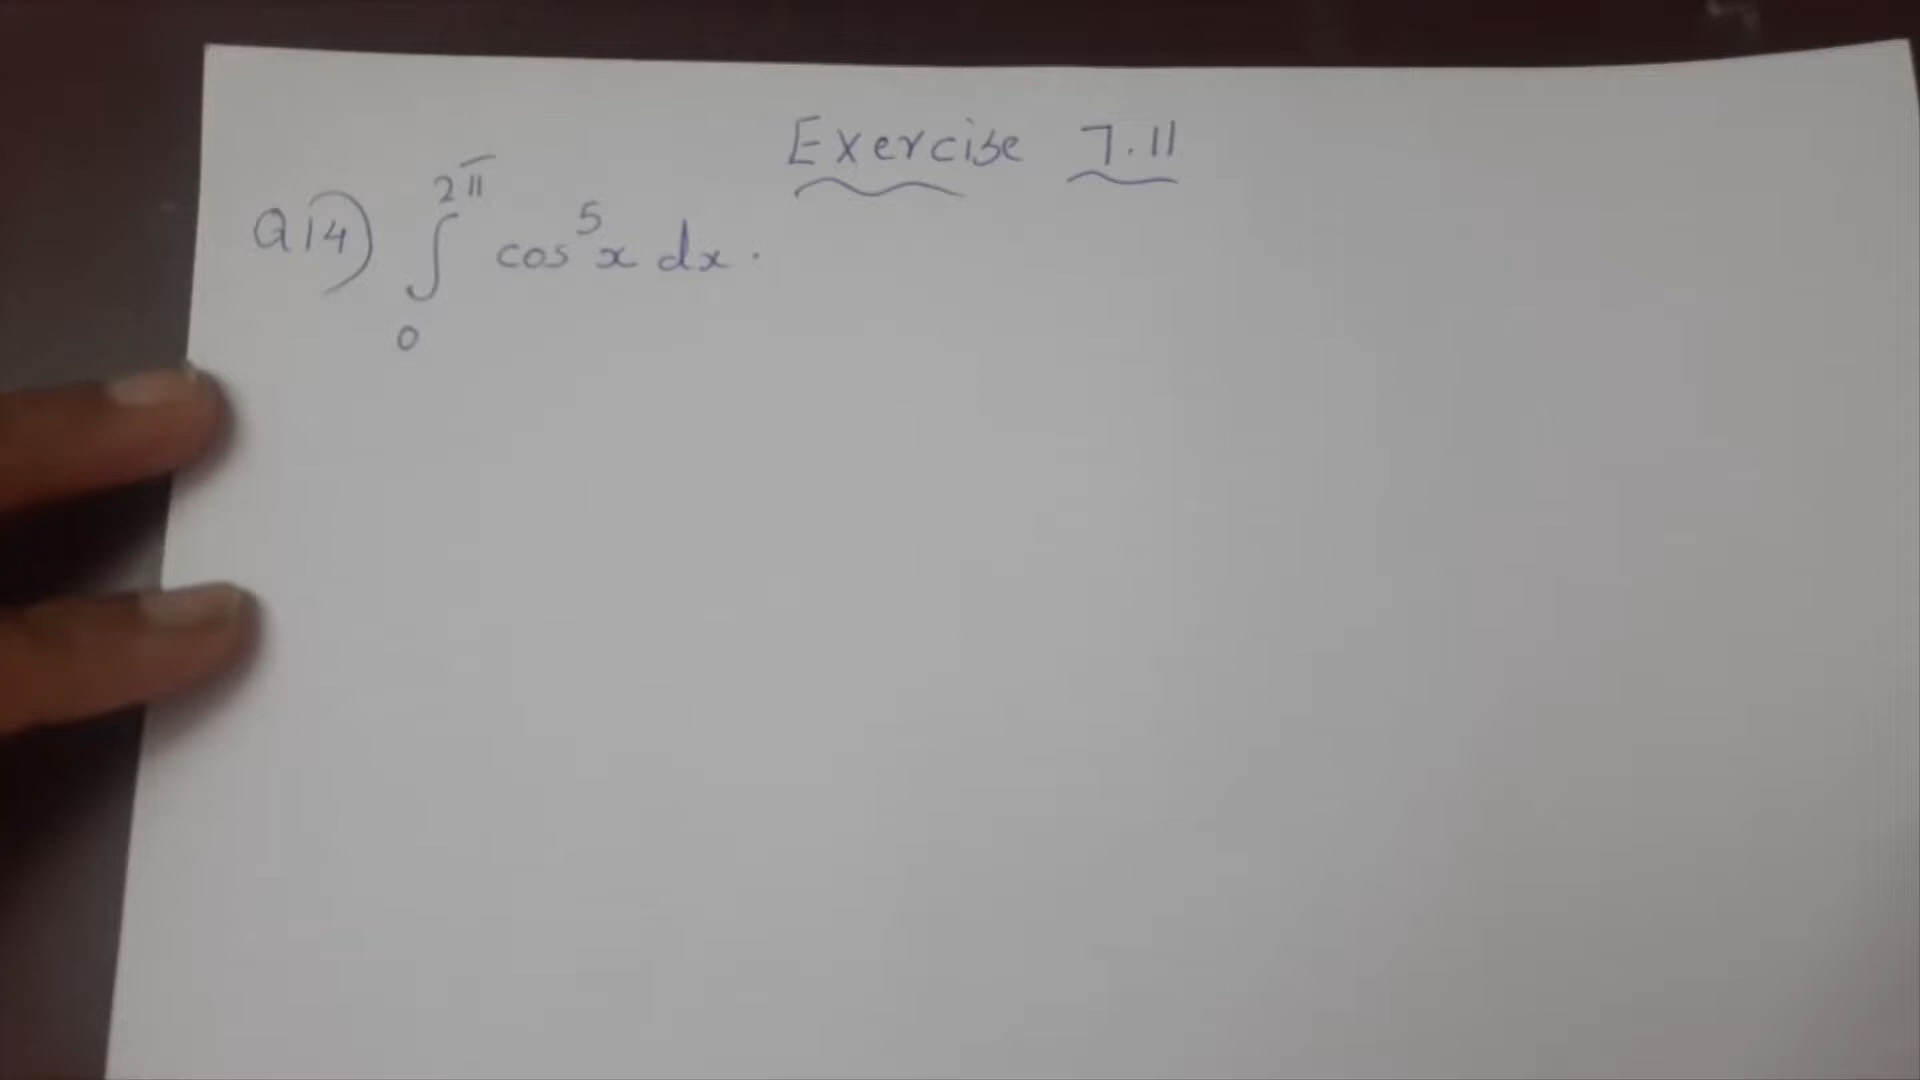 Exercise 7.11
Q14) ∫₀^2π cos⁵x dx.